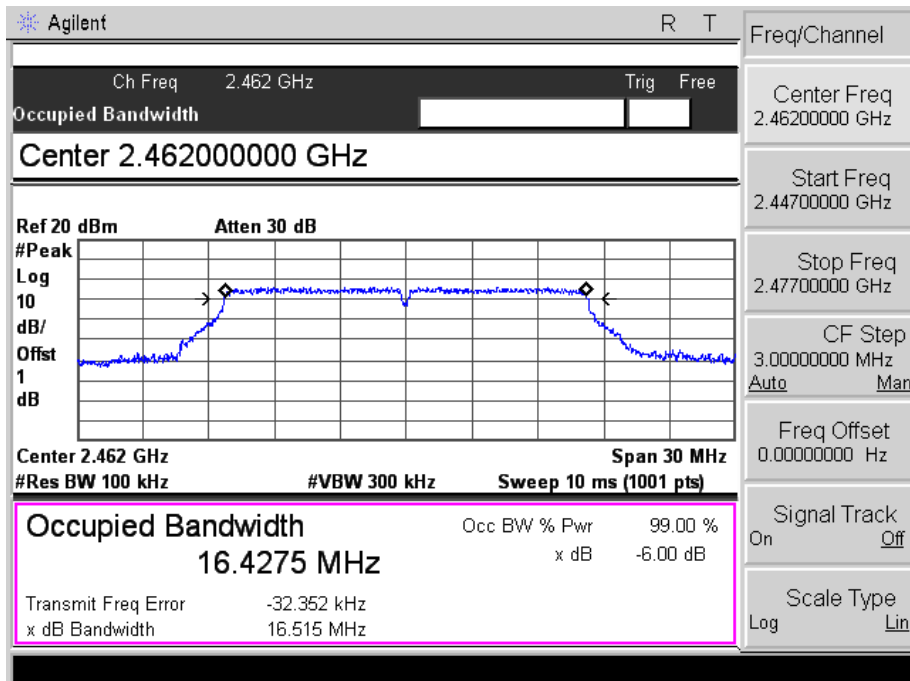 Agilent R T
Ch Freq 2.462 GHz Trig Free
Occupied Bandwidth
Center 2.462000000 GHz
Ref 20 dBm Atten 30 dB
#Peak
Log
10
dB/
Offst
1
dB
Center 2.462 GHz Span 30 MHz
#Res BW 100 kHz #VBW 300 kHz Sweep 10 ms (1001 pts)
Occupied Bandwidth Occ BW % Pwr 99.00 %
16.4275 MHz x dB -6.00 dB
Transmit Freq Error -32.352 kHz
x dB Bandwidth 16.515 MHz
Freq/Channel
Center Freq
2.46200000 GHz
Start Freq
2.44700000 GHz
Stop Freq
2.47700000 GHz
CF Step
3.00000000 MHz
Auto Man
Freq Offset
0.00000000 Hz
Signal Track
On Off
Scale Type
Log Lin